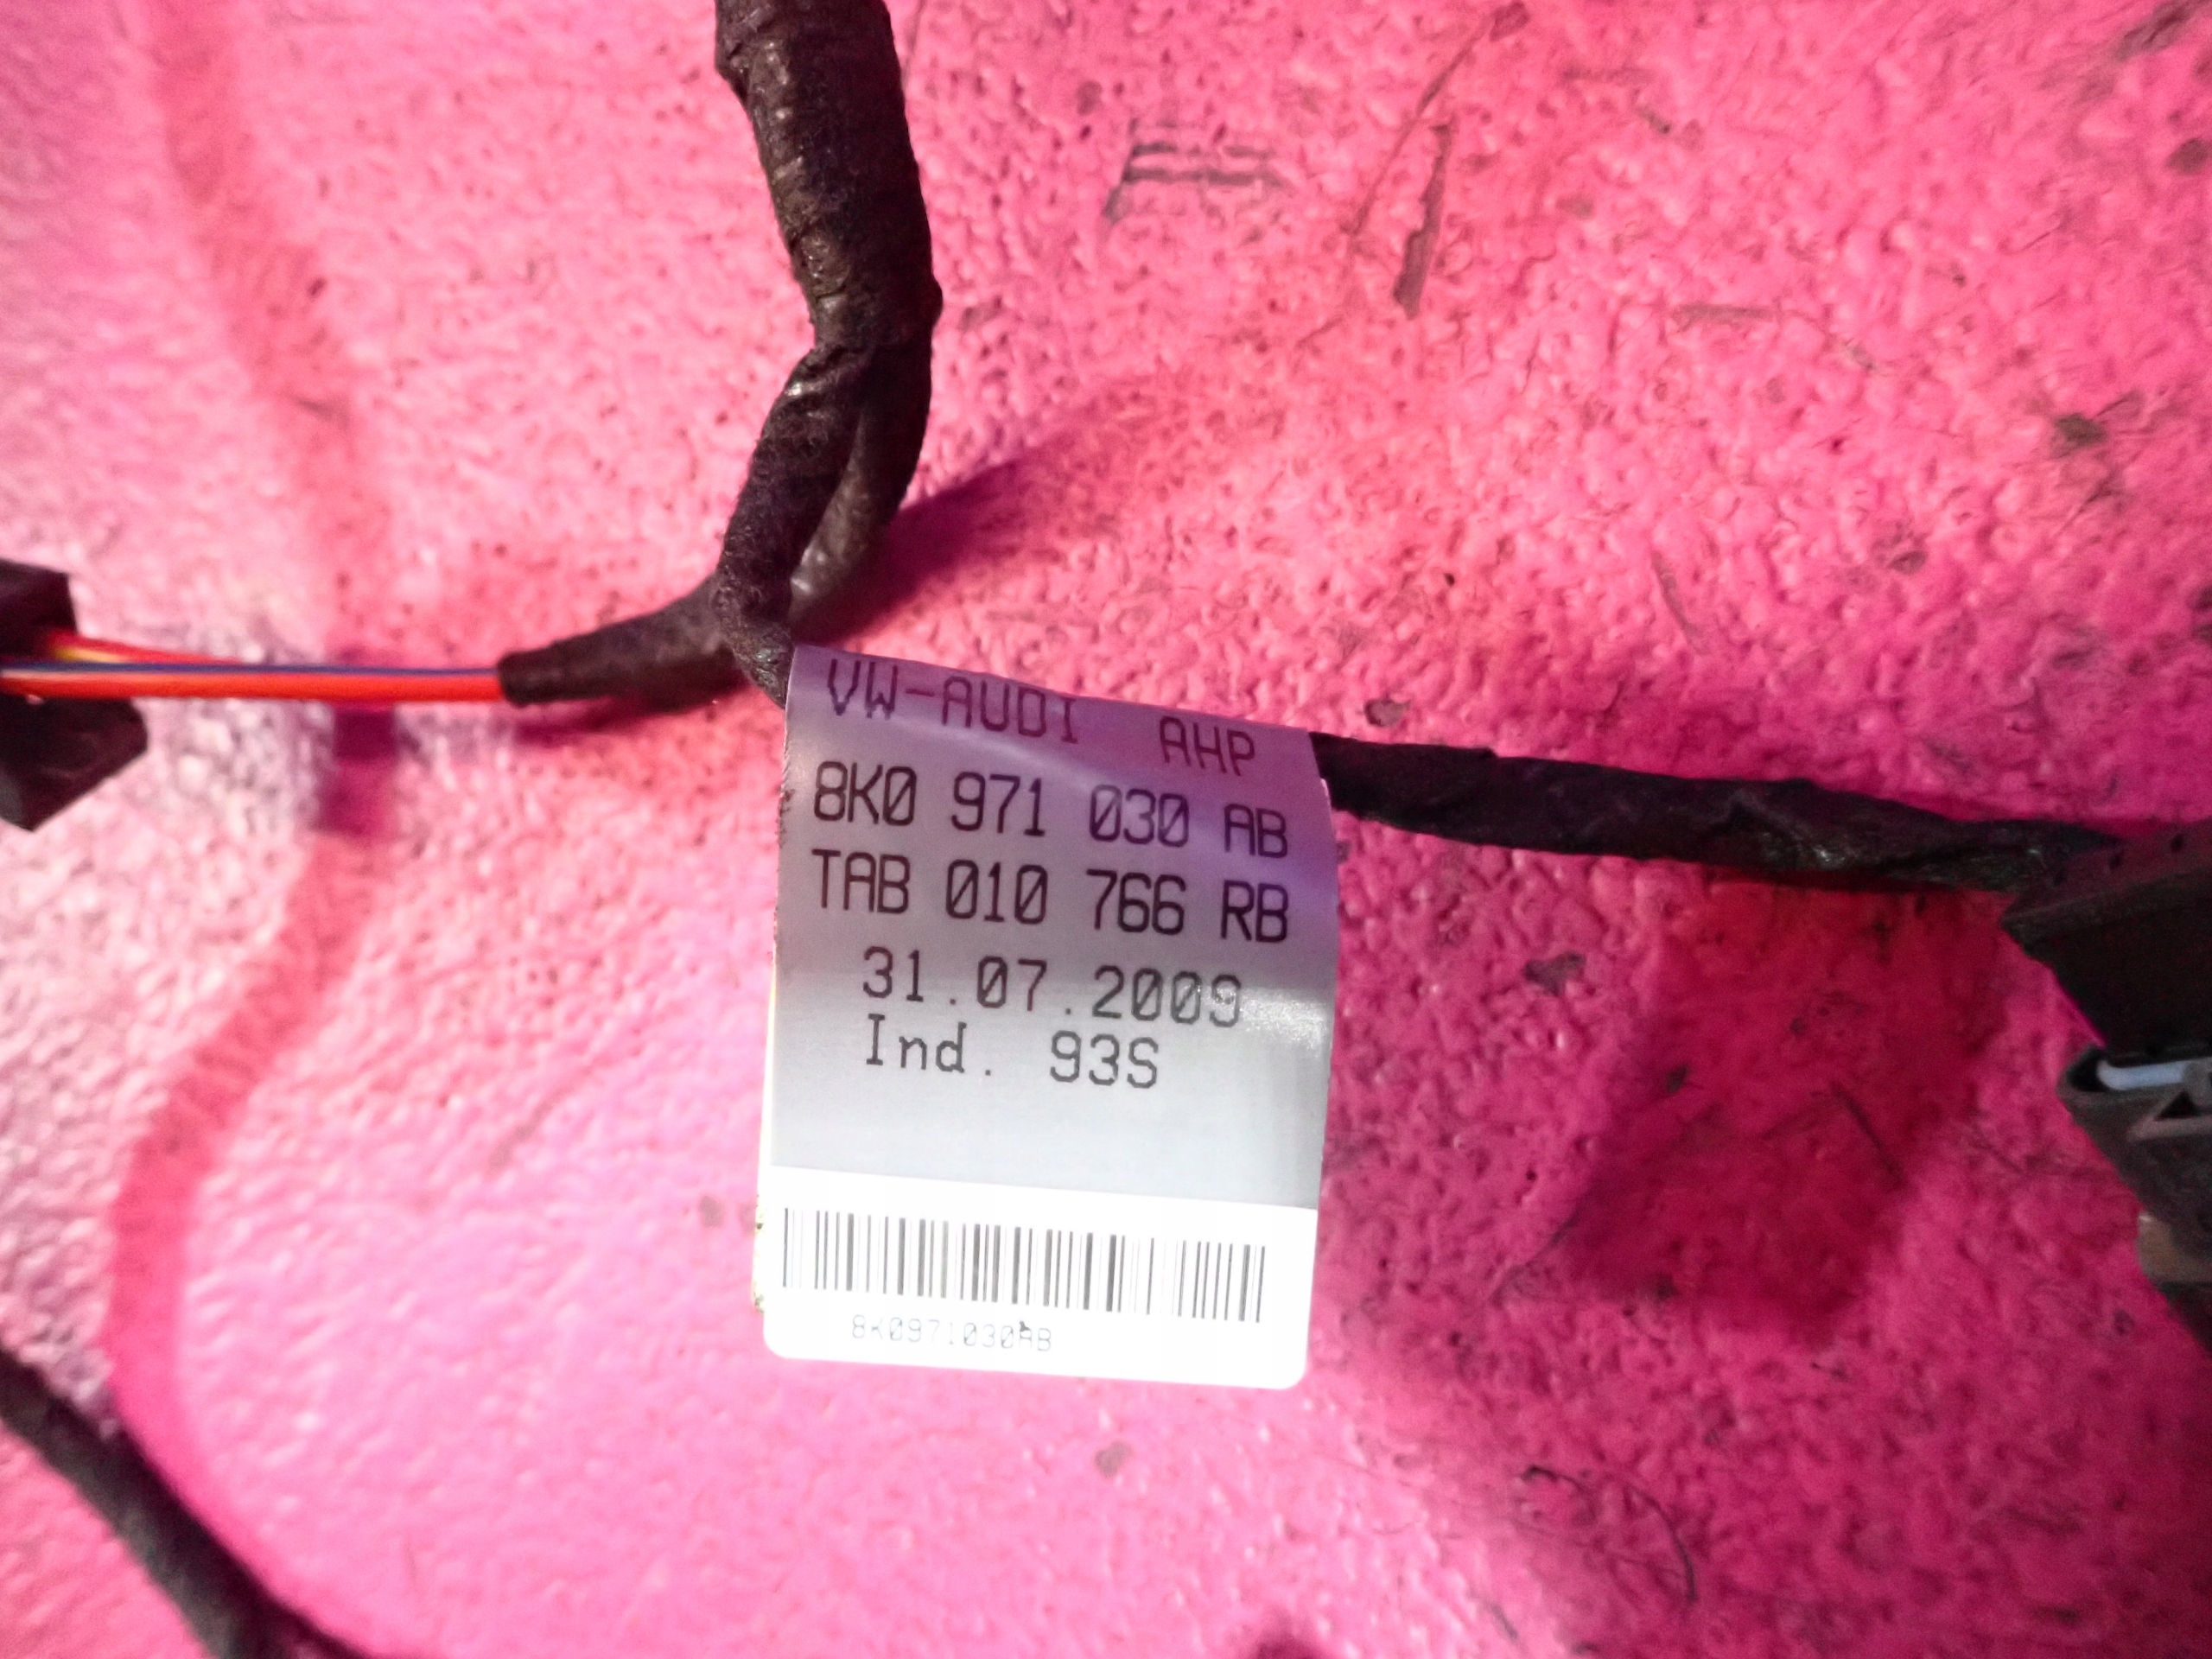 VW-AUDI AHP
8K0 971 030 AB
TAB 010 766 RB
31.07.2009
Ind. 93S
8K0971030AB